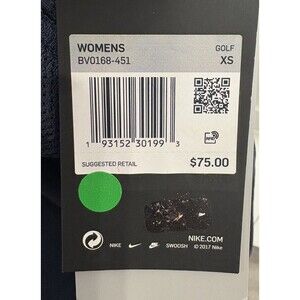 WOMENS GOLF
BV0168-451 XS
1 93152 30199 3
SUGGESTED RETAIL $75.00
NIKE.COM
NIKE SWOOSH © 2017 Nike